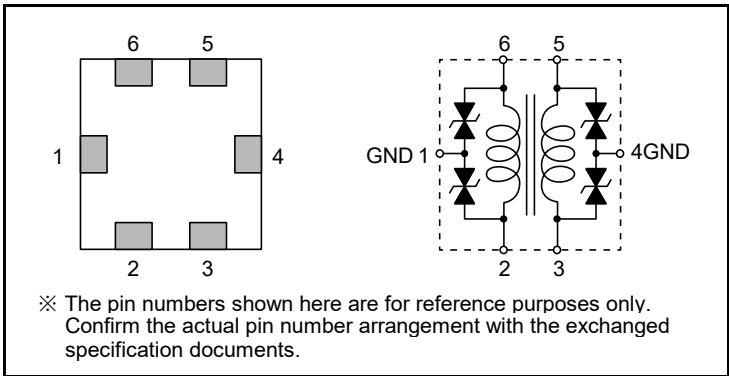 6 5
1
4
2 3
6 5
GND 1
4GND
2 3
※ The pin numbers shown here are for reference purposes only.
Confirm the actual pin number arrangement with the exchanged
specification documents.